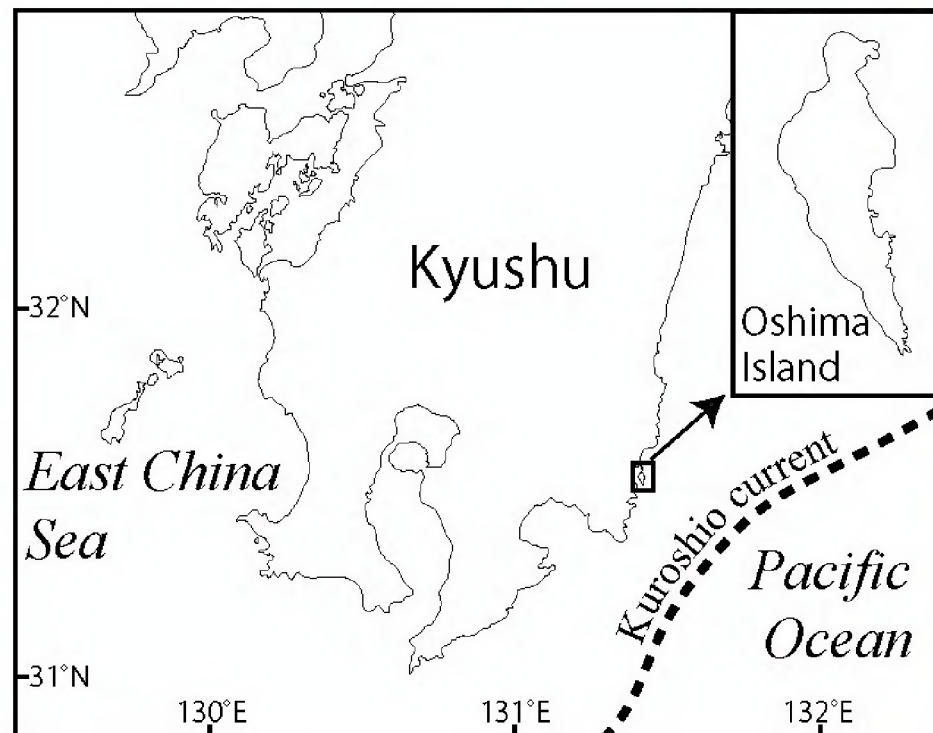 Kyushu
32°N
Oshima
Island
East China
Sea
Kuroshio current
Pacific
Ocean
31°N
130°E
131°E
132°E